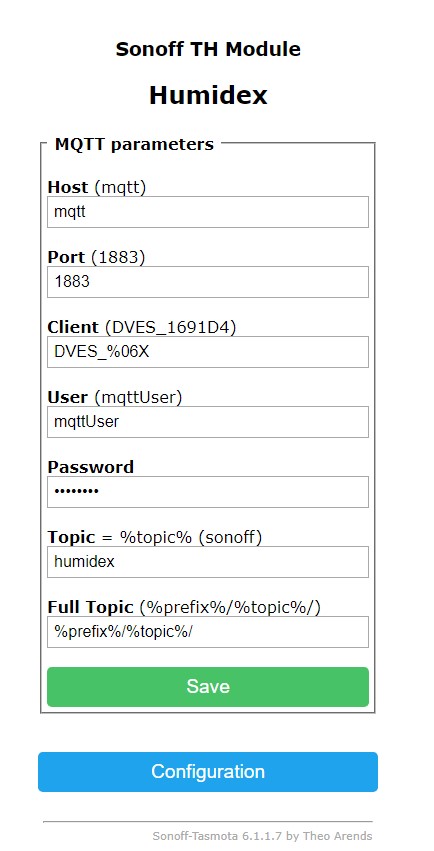 Sonoff TH Module
Humidex
MQTT parameters
Host (mqtt)
mqtt
Port (1883)
1883
Client (DVES_1691D4)
DVES_%06X
User (mqttUser)
mqttUser
Password
••••••••
Topic = %topic% (sonoff)
humidex
Full Topic (%prefix%/%topic%/)
%prefix%/%topic%/
Save
Configuration
Sonoff-Tasmota 6.1.1.7 by Theo Arends